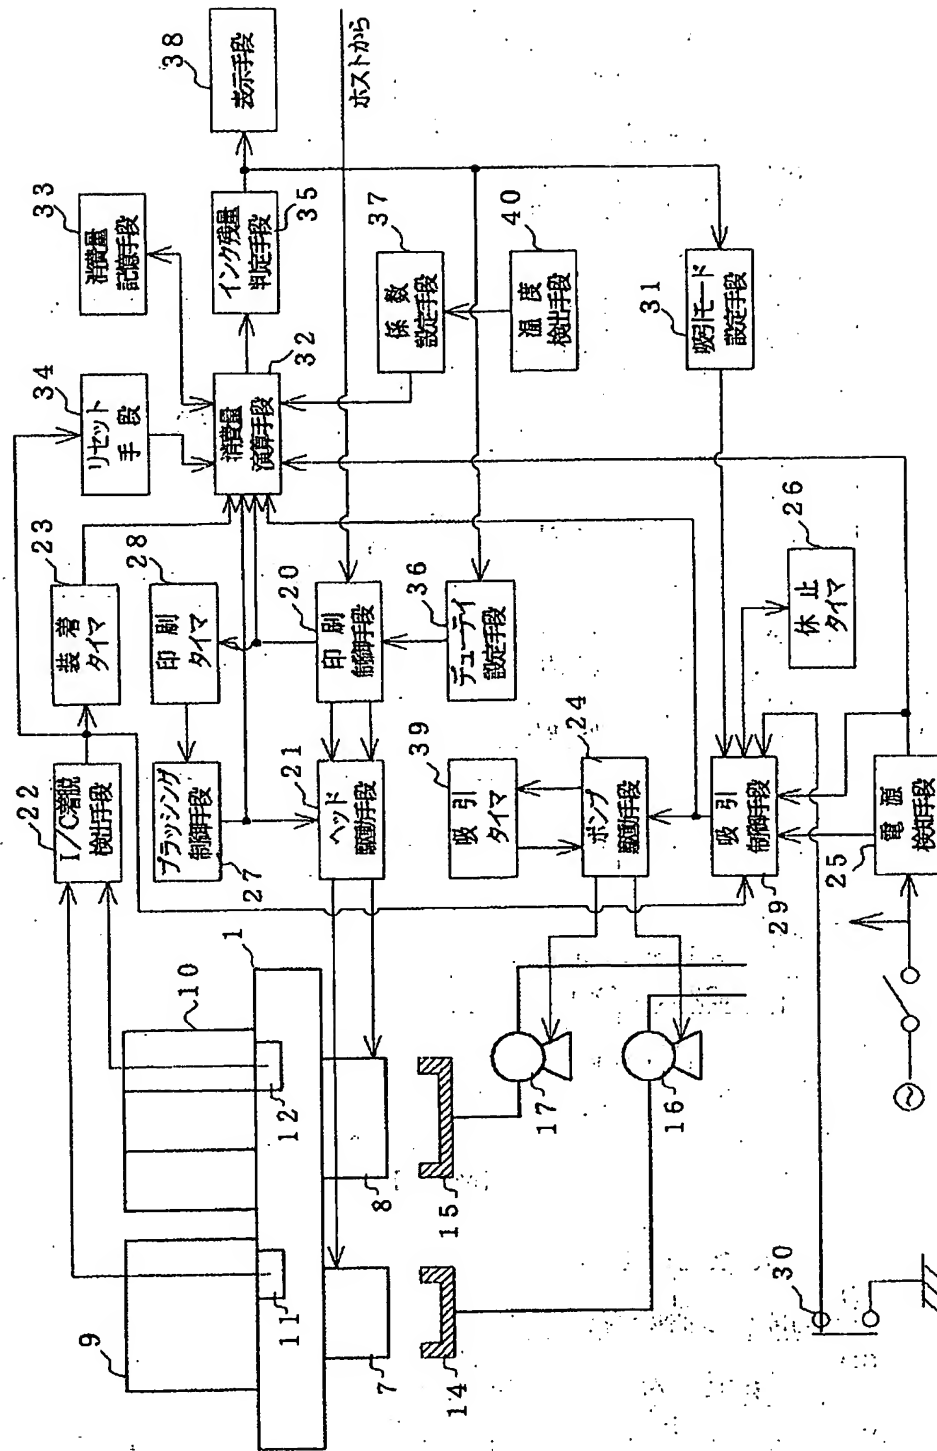 9
10
1
22
I/C着脱
検出手段
23
装着
タイマ
34
リセット
手段
33
消費量
記憶手段
38
表示手段
11
12
27
プラッシング
制御手段
28
印刷
タイマ
32
消費量
演算手段
35
インク残量
判定手段
7
8
21
ヘッド
駆動手段
20
印刷
制御手段
ホストから
37
係数
設定手段
14
15
39
吸引
タイマ
36
デューティ
設定手段
40
温度
検出手段
17
16
24
ポンプ
駆動手段
31
吸引モード
設定手段
30
29
吸引
制御手段
26
休止
タイマ
25
電源
検知手段